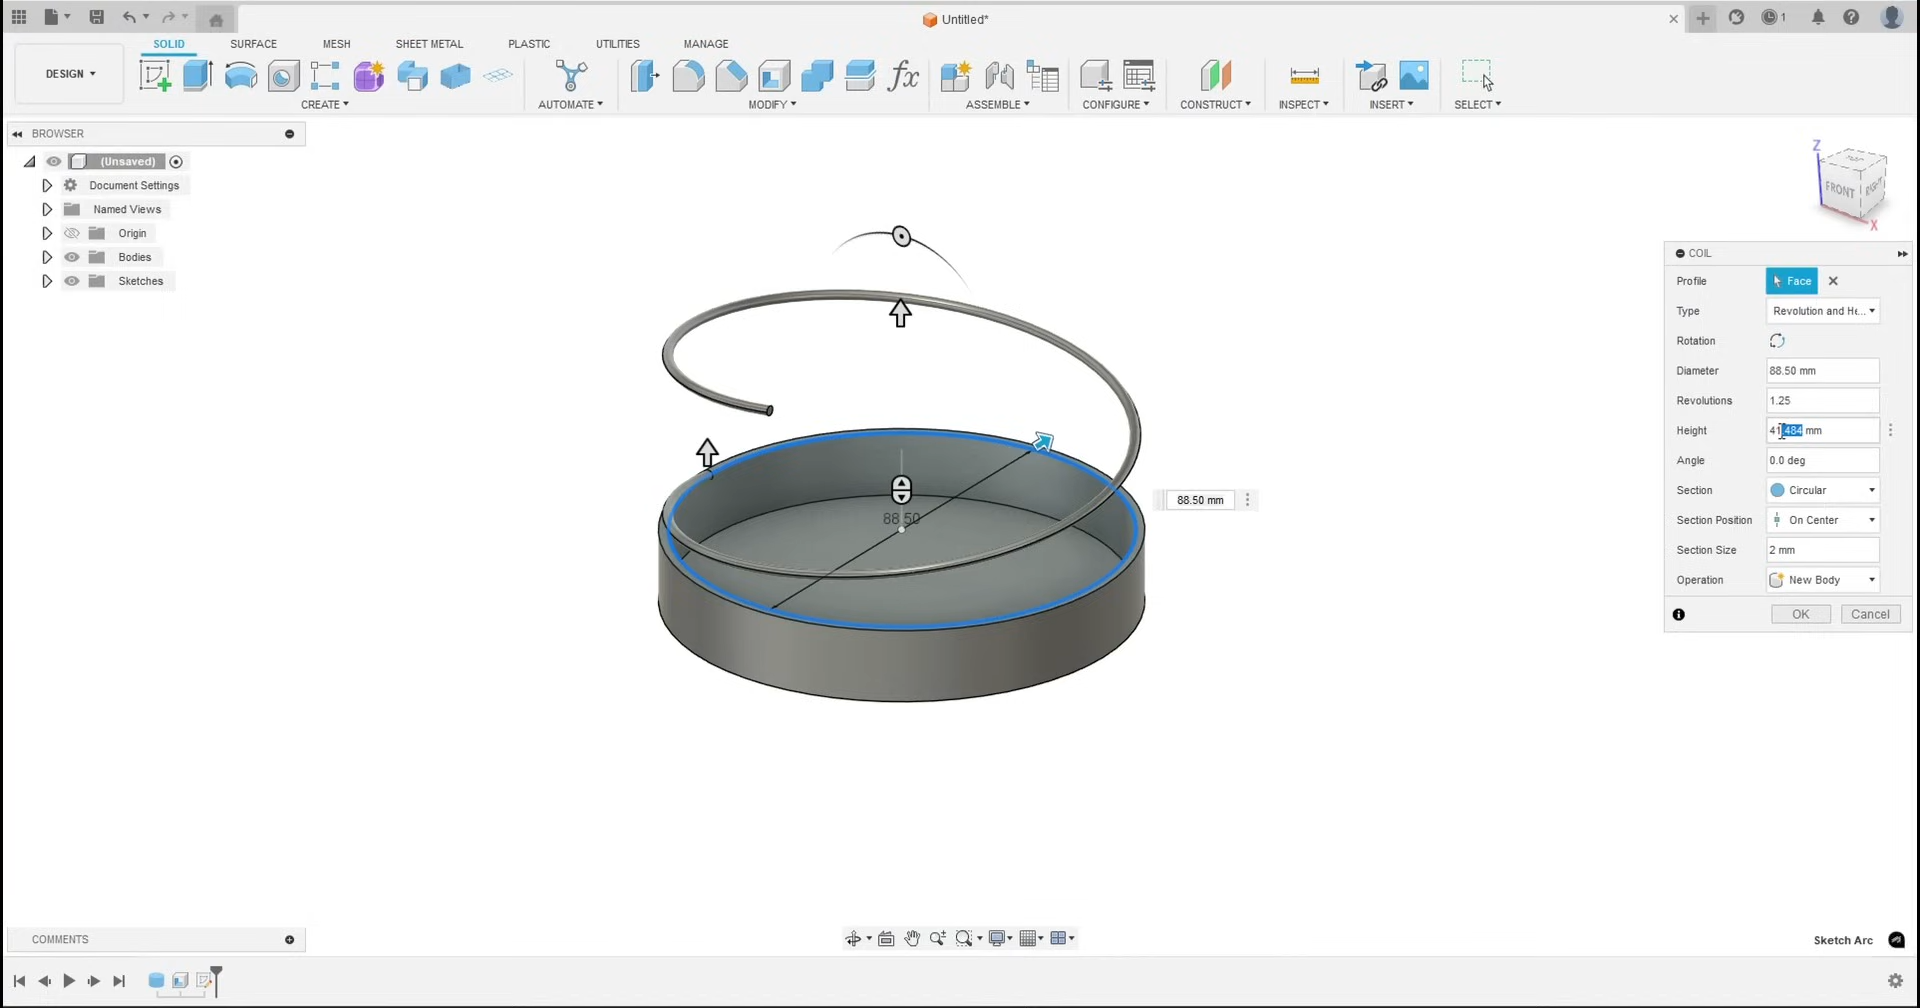 Untitled*
1
DESIGN
SOLID
SURFACE
MESH
SHEET METAL
PLASTIC
UTILITIES
MANAGE
fx
CREATE
AUTOMATE
MODIFY
ASSEMBLE
CONFIGURE
CONSTRUCT
INSPECT
INSERT
SELECT
BROWSER
(Unsaved)
Document Settings
Named Views
Origin
Bodies
Sketches
Z
TOP
FRONT
RIGHT
X
88.50
88.50 mm
COIL
Profile Face
Type Revolution and He...
Rotation
Diameter 88.50 mm
Revolutions 1.25
Height 41.484 mm
Angle 0.0 deg
Section Circular
Section Position On Center
Section Size 2 mm
Operation New Body
OK Cancel
COMMENTS
Sketch Arc